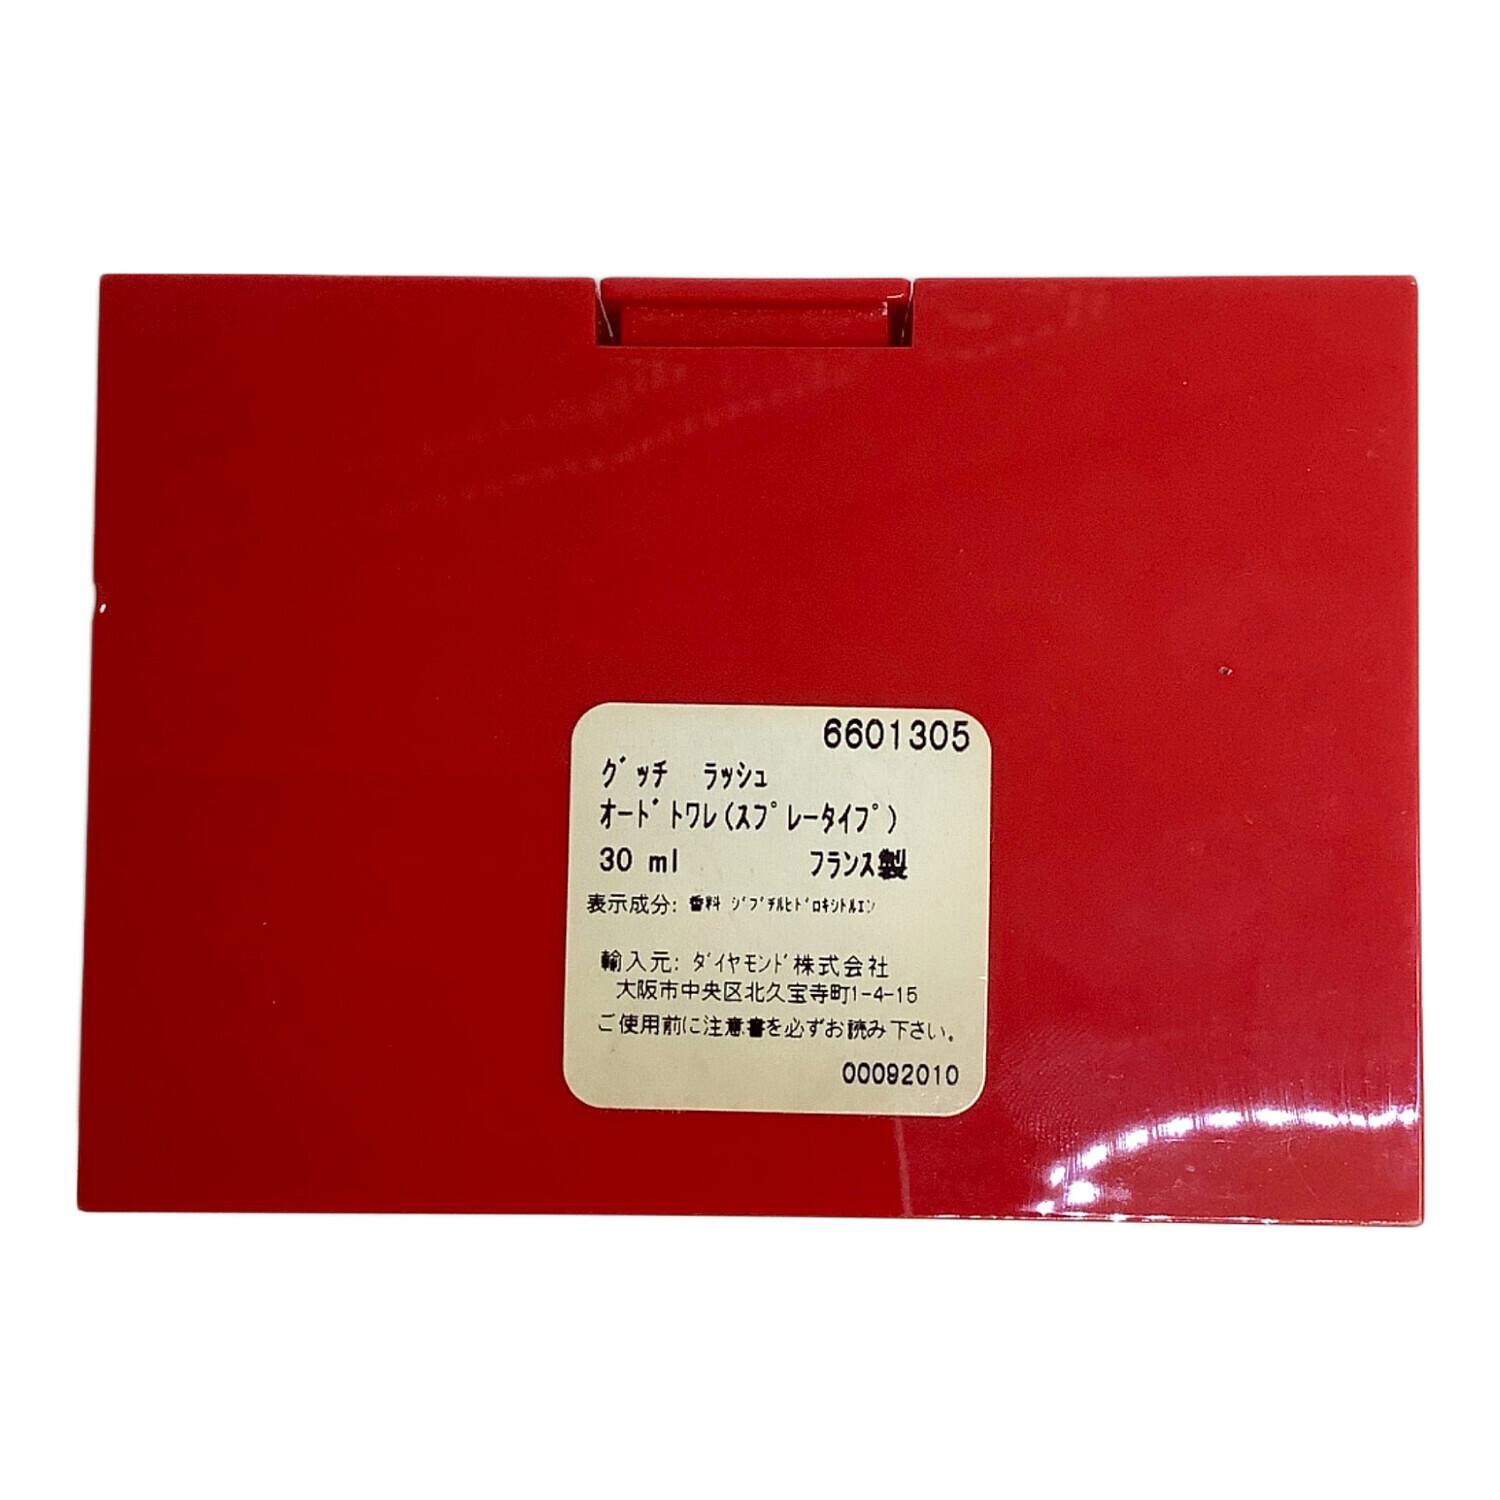 6601305
ｸﾞｯﾁ ﾗｯｼｭ
ｵｰﾄﾞﾄﾜﾚ(ｽﾌﾟﾚｰﾀｲﾌﾟ)
30 ml ﾌﾗﾝｽ製
表示成分: 香料 ｼﾞﾌﾞﾁﾙﾋﾄﾞﾛｷｼﾄﾙｴﾝ
輸入元: ﾀﾞｲﾔﾓﾝﾄﾞ株式会社
大阪市中央区北久宝寺町1-4-15
ご使用前に注意書を必ずお読み下さい。
00092010